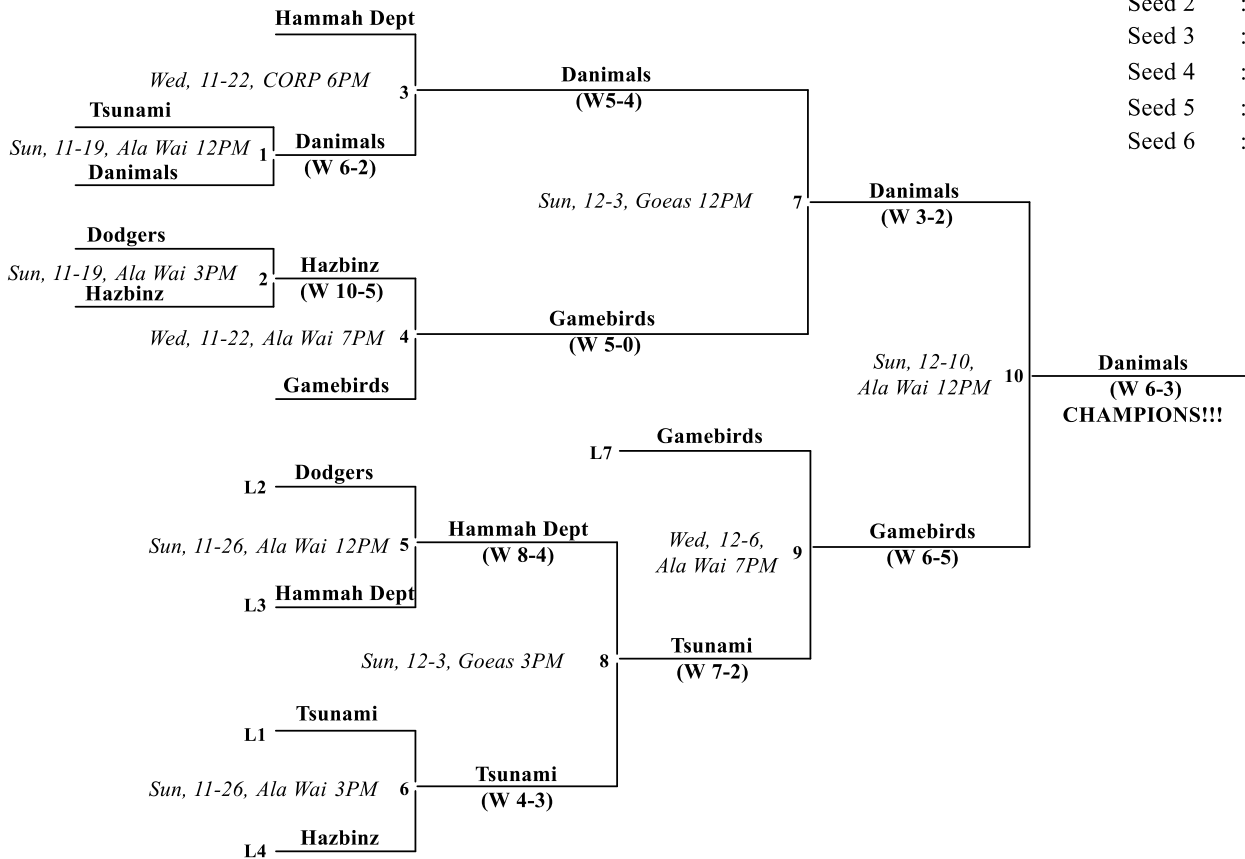 Seed 2 :
Hammah Dept
Seed 3 :
Danimals
Seed 4 :
Wed, 11-22, CORP 6PM 3
(W5-4)
Tsunami
Seed 5 :
Sun, 11-19, Ala Wai 12PM 1
Danimals
Seed 6 :
(W 6-2)
Danimals
Sun, 12-3, Goeas 12PM 7
Danimals
(W 3-2)
Dodgers
Sun, 11-19, Ala Wai 3PM 2
Hazbinz
Hazbinz
(W 10-5)
Gamebirds
Wed, 11-22, Ala Wai 7PM 4
(W 5-0)
Gamebirds
Sun, 12-10,
Ala Wai 12PM 10
Danimals
(W 6-3)
CHAMPIONS!!!
L7 Gamebirds
L2 Dodgers
Sun, 11-26, Ala Wai 12PM 5
Hammah Dept
(W 8-4)
Wed, 12-6,
Ala Wai 7PM 9
Gamebirds
(W 6-5)
L3 Hammah Dept
Sun, 12-3, Goeas 3PM 8
Tsunami
(W 7-2)
L1 Tsunami
Sun, 11-26, Ala Wai 3PM 6
Tsunami
(W 4-3)
L4 Hazbinz